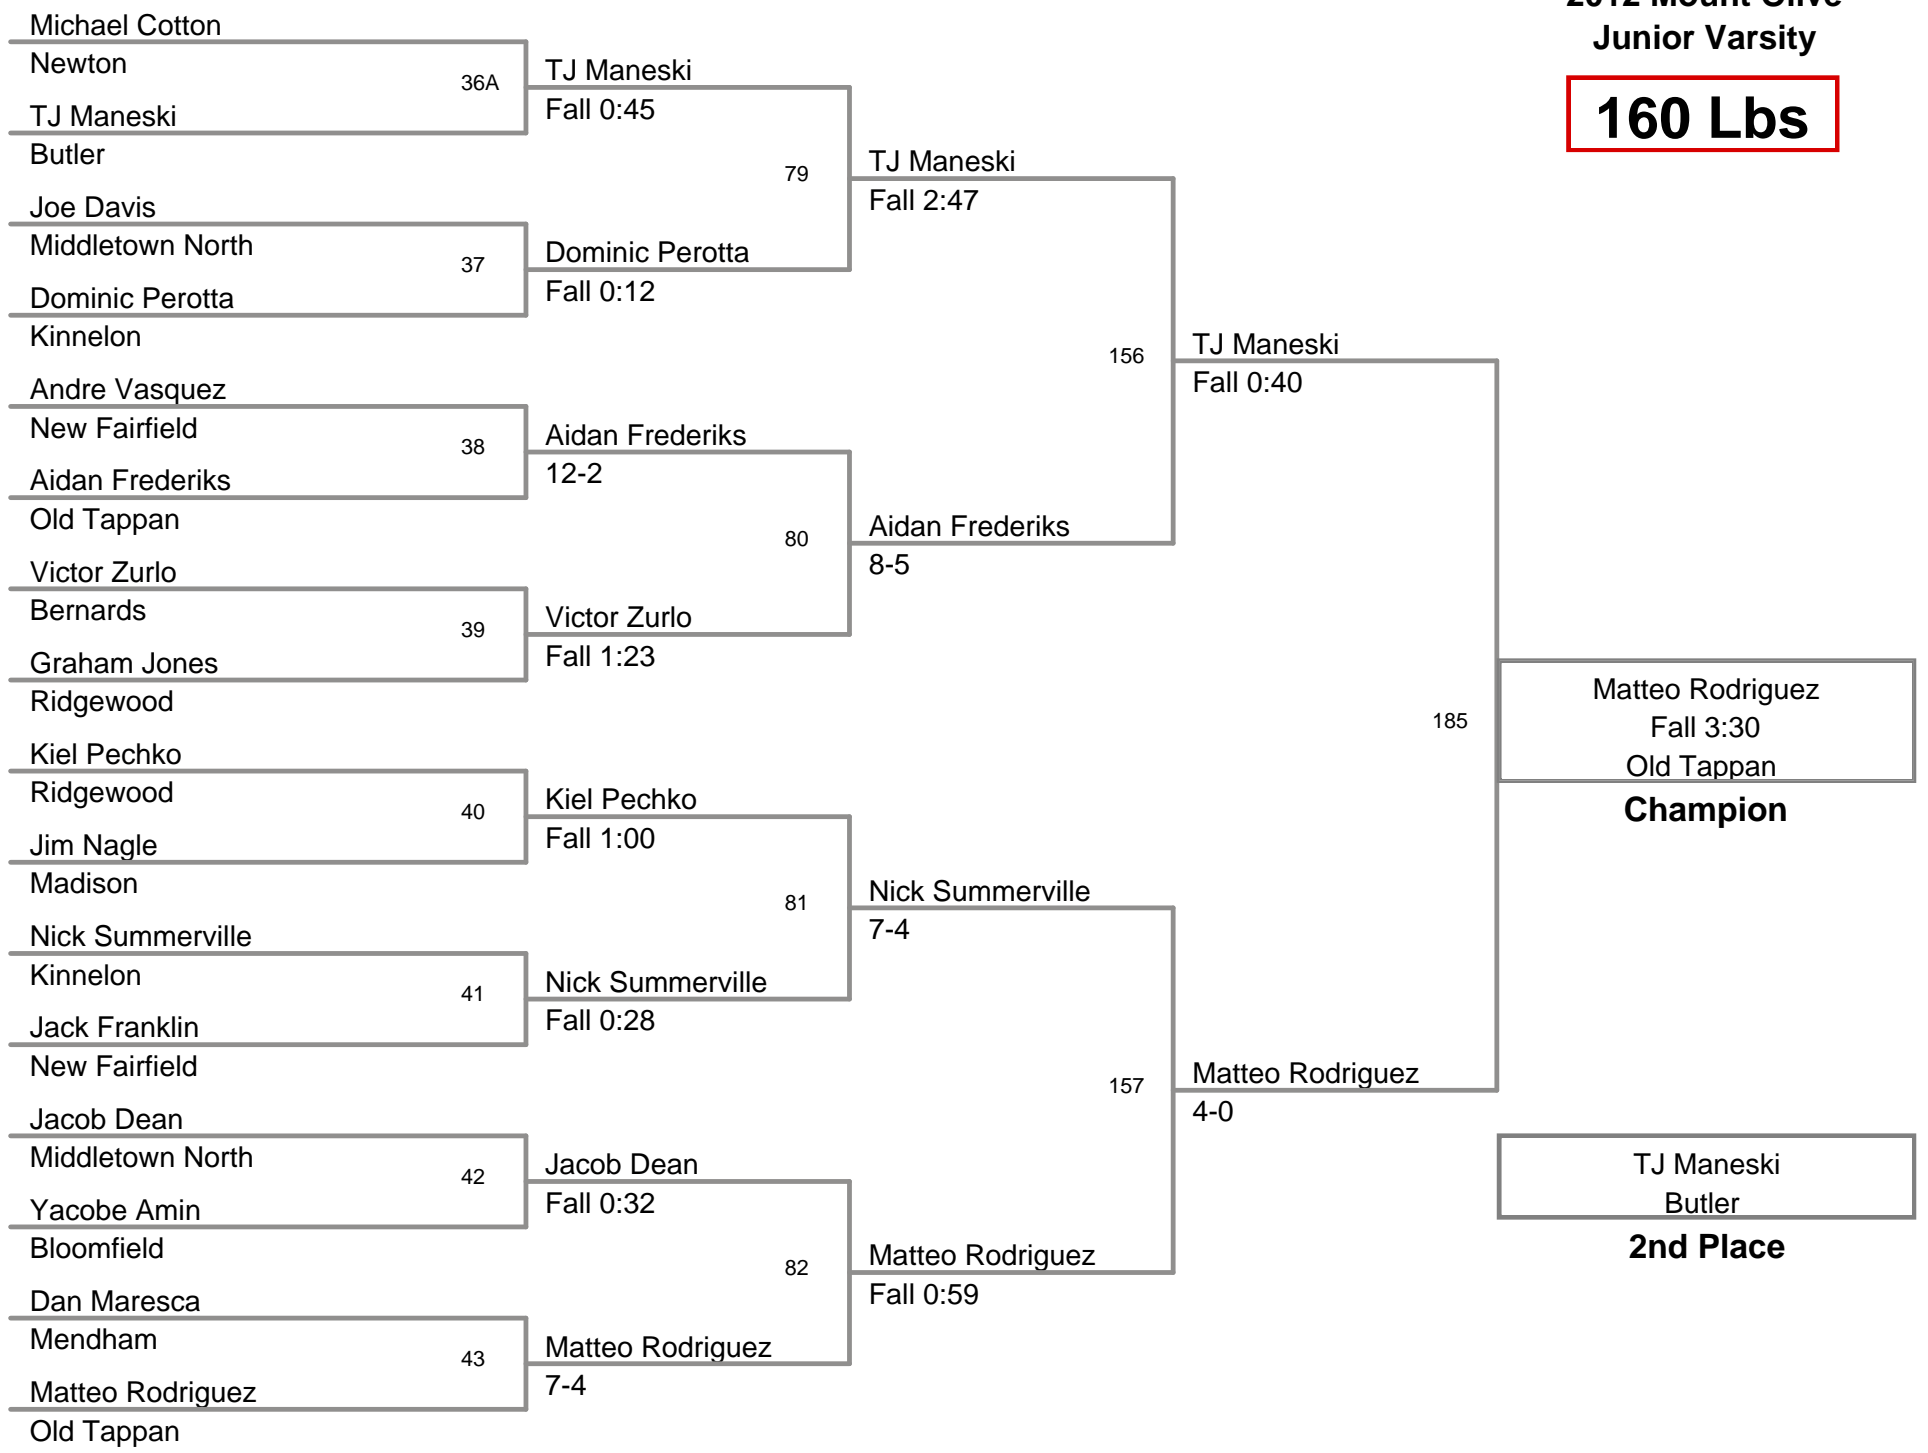 2012 Mount Olive
Junior Varsity
160 Lbs
Michael Cotton
Newton
36A
TJ Maneski
Butler
TJ Maneski
Fall 0:45
Joe Davis
Middletown North
37
Dominic Perotta
Kinnelon
Dominic Perotta
Fall 0:12
79
TJ Maneski
Fall 2:47
Andre Vasquez
New Fairfield
38
Aidan Frederiks
Old Tappan
Aidan Frederiks
12-2
Victor Zurlo
Bernards
39
Graham Jones
Ridgewood
Victor Zurlo
Fall 1:23
80
Aidan Frederiks
8-5
156
TJ Maneski
Fall 0:40
Kiel Pechko
Ridgewood
40
Jim Nagle
Madison
Kiel Pechko
Fall 1:00
Nick Summerville
Kinnelon
41
Jack Franklin
New Fairfield
Nick Summerville
Fall 0:28
81
Nick Summerville
7-4
Jacob Dean
Middletown North
42
Yacobe Amin
Bloomfield
Jacob Dean
Fall 0:32
Dan Maresca
Mendham
43
Matteo Rodriguez
Old Tappan
Matteo Rodriguez
7-4
82
Matteo Rodriguez
Fall 0:59
157
Matteo Rodriguez
4-0
185
Matteo Rodriguez
Fall 3:30
Old Tappan
Champion
TJ Maneski
Butler
2nd Place